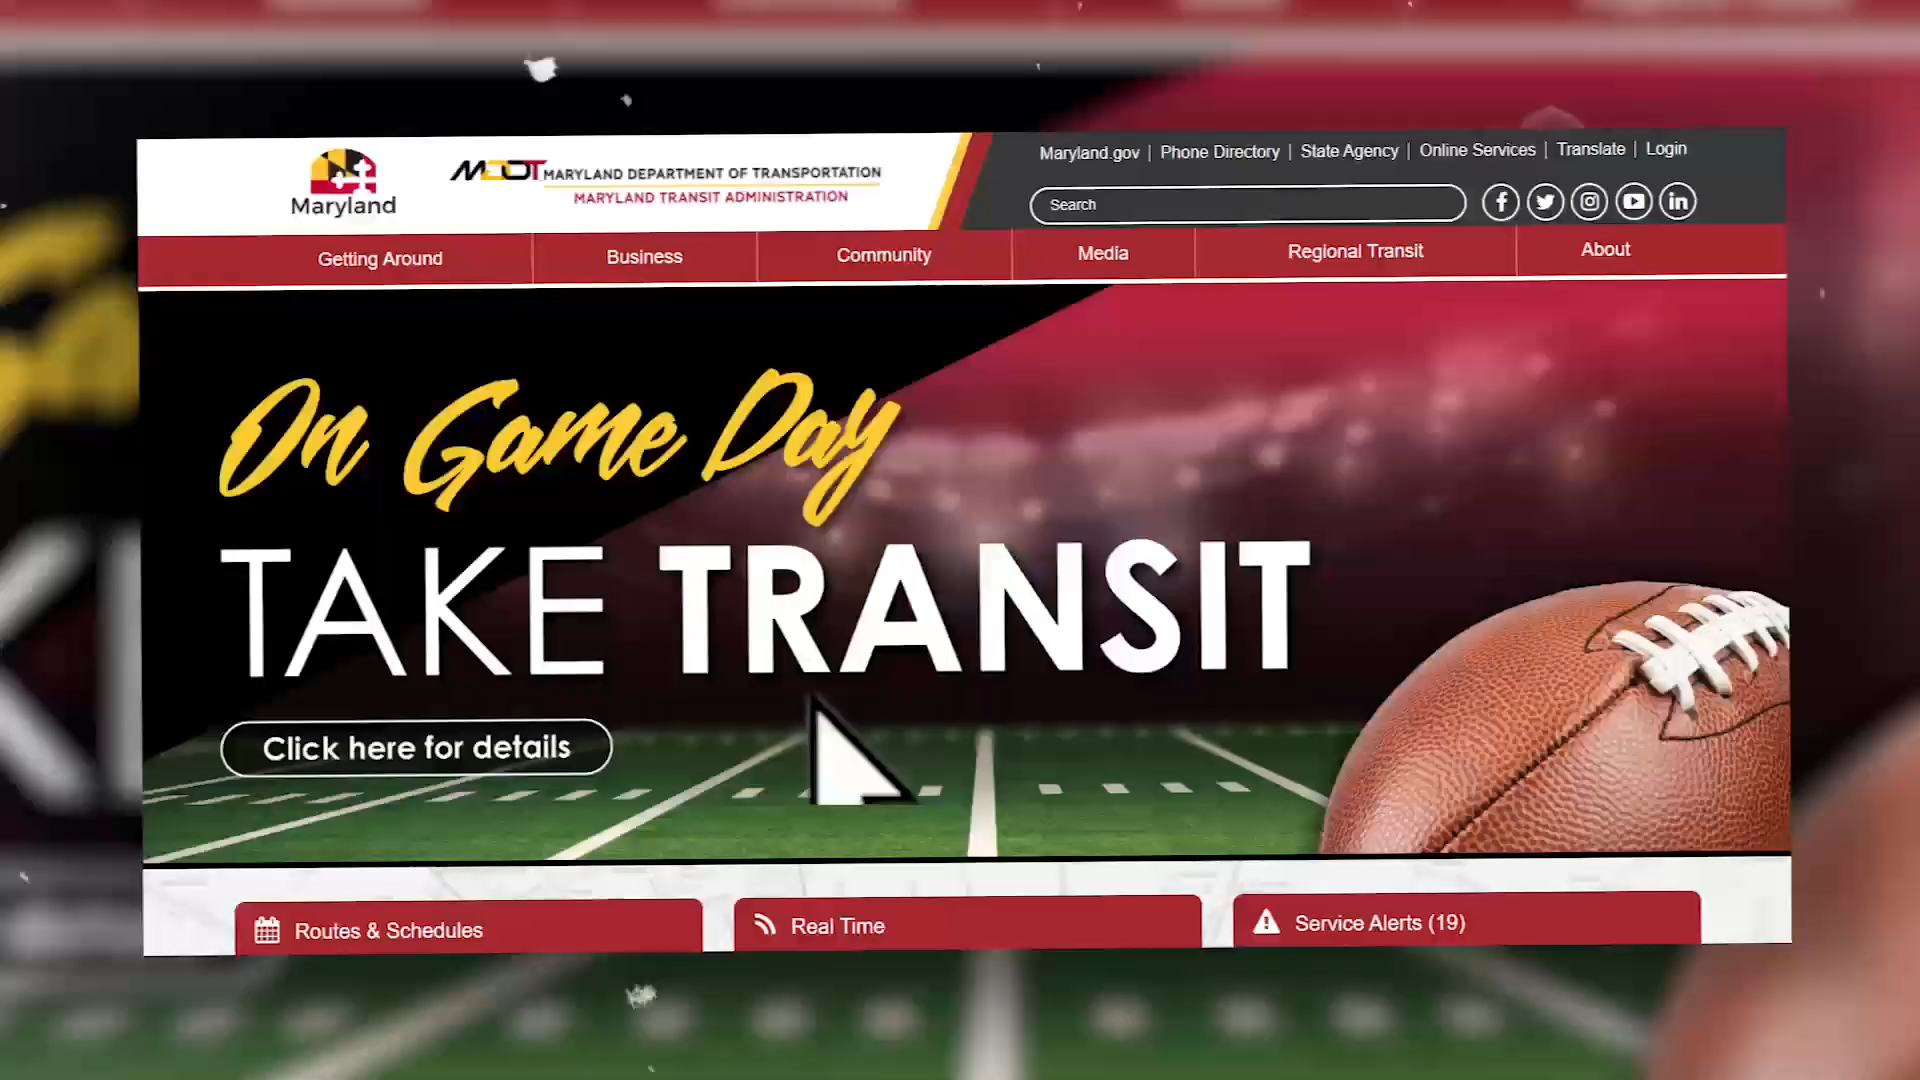 Maryland
MDOT MARYLAND DEPARTMENT OF TRANSPORTATION
MARYLAND TRANSIT ADMINISTRATION
Maryland.gov | Phone Directory | State Agency | Online Services | Translate | Login
Search
Getting Around Business Community Media Regional Transit About
On Game Day
TAKE TRANSIT
Click here for details
Routes & Schedules Real Time Service Alerts (19)